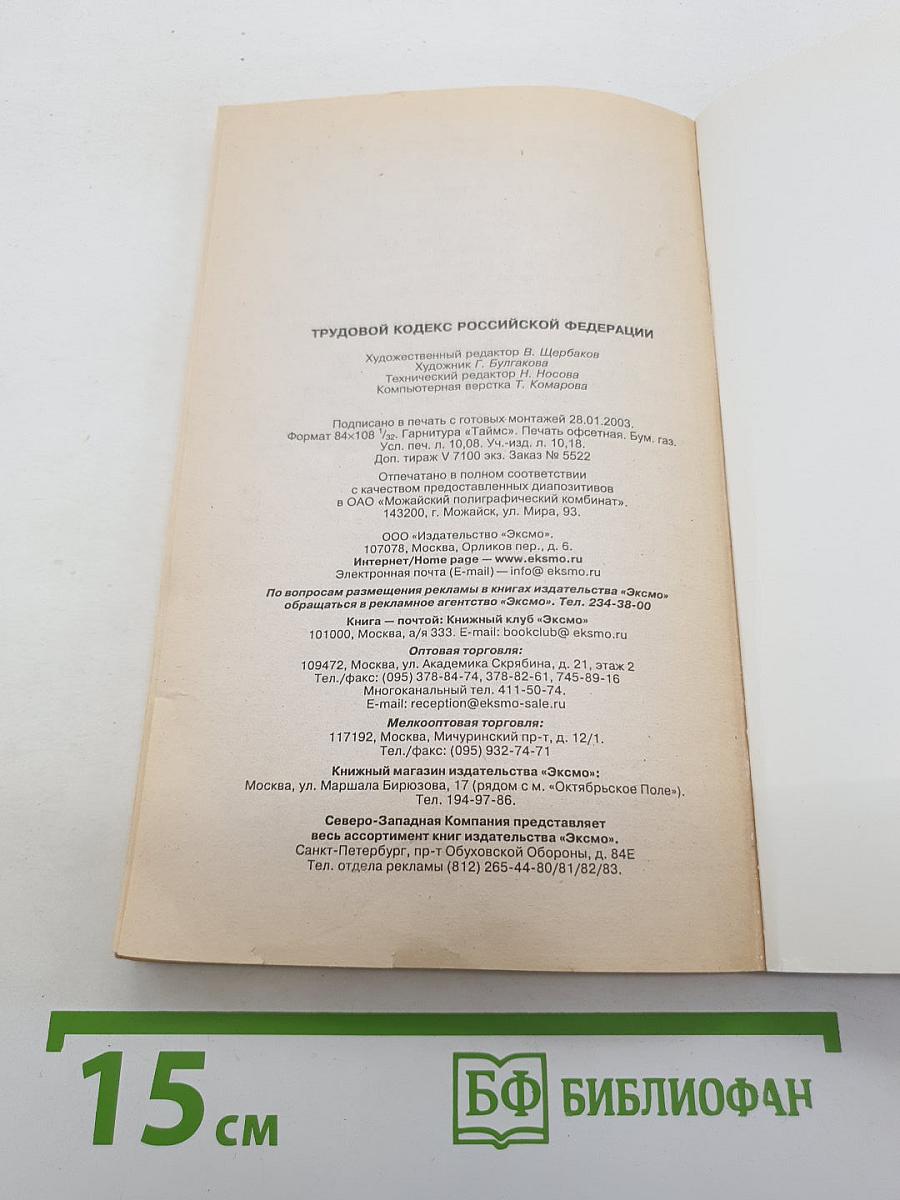 ТРУДОВОЙ КОДЕКС РОССИЙСКОЙ ФЕДЕРАЦИИ
Художественный редактор В. Щербаков
Художник Г. Булгакова
Технический редактор Н. Носова
Компьютерная верстка Т. Комарова
Подписано в печать с готовых монтажей 28.01.2003.
Формат 84×108 1/32. Гарнитура «Таймс». Печать офсетная. Бум. газ.
Усл. печ. л. 10,08. Уч.-изд. л. 10,18.
Доп. тираж V 7100 экз. Заказ № 5522
Отпечатано в полном соответствии
с качеством предоставленных диапозитивов
в ОАО «Можайский полиграфический комбинат».
143200, г. Можайск, ул. Мира, 93.
ООО «Издательство «Эксмо».
107078, Москва, Орликов пер., д. 6.
Интернет/Home page — www.eksmo.ru
Электронная почта (E-mail) — info@ eksmo.ru
По вопросам размещения рекламы в книгах издательства «Эксмо»
обращаться в рекламное агентство «Эксмо». Тел. 234-38-00
Книга — почтой: Книжный клуб «Эксмо»
101000, Москва, а/я 333. E-mail: bookclub@ eksmo.ru
Оптовая торговля:
109472, Москва, ул. Академика Скрябина, д. 21, этаж 2
Тел./факс: (095) 378-84-74, 378-82-61, 745-89-16
Многоканальный тел. 411-50-74.
E-mail: reception@eksmo-sale.ru
Мелкооптовая торговля:
117192, Москва, Мичуринский пр-т, д. 12/1.
Тел./факс: (095) 932-74-71
Книжный магазин издательства «Эксмо»:
Москва, ул. Маршала Бирюзова, 17 (рядом с м. «Октябрьское Поле»).
Тел. 194-97-86.
Северо-Западная Компания представляет
весь ассортимент книг издательства «Эксмо».
Санкт-Петербург, пр-т Обуховской Обороны, д. 84Е
Тел. отдела рекламы (812) 265-44-80/81/82/83.
15 см
БФ БИБЛИОФАН